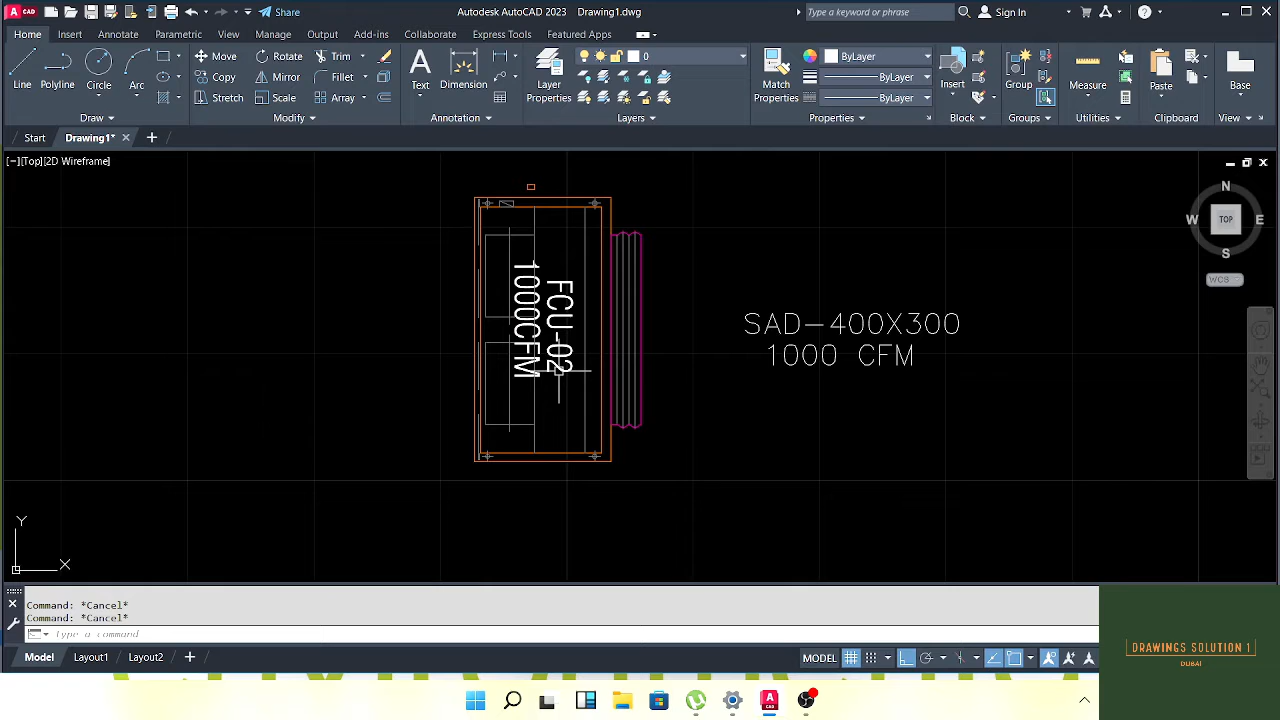 CAD
Share
Autodesk AutoCAD 2023 Drawing1.dwg
Type a keyword or phrase
Sign In
Home Insert Annotate Parametric View Manage Output Add-ins Collaborate Express Tools Featured Apps
Line
Polyline
Circle
Arc
Move
Copy
Stretch
Rotate
Mirror
Scale
Trim
Fillet
Array
Text
Dimension
Layer
Properties
0
Match
Properties
ByLayer
ByLayer
ByLayer
Insert
Group
Measure
Paste
Base
Draw
Modify
Annotation
Layers
Properties
Block
Groups
Utilities
Clipboard
View
Start
Drawing1*
[−][Top][2D Wireframe]
N
W
TOP
E
S
WCS
FCU-02
1000CFM
SAD-400X300
1000 CFM
Y
X
Command: *Cancel*
Command: *Cancel*
Type a command
Model Layout1 Layout2
MODEL
DRAWINGS SOLUTION 1
DUBAI